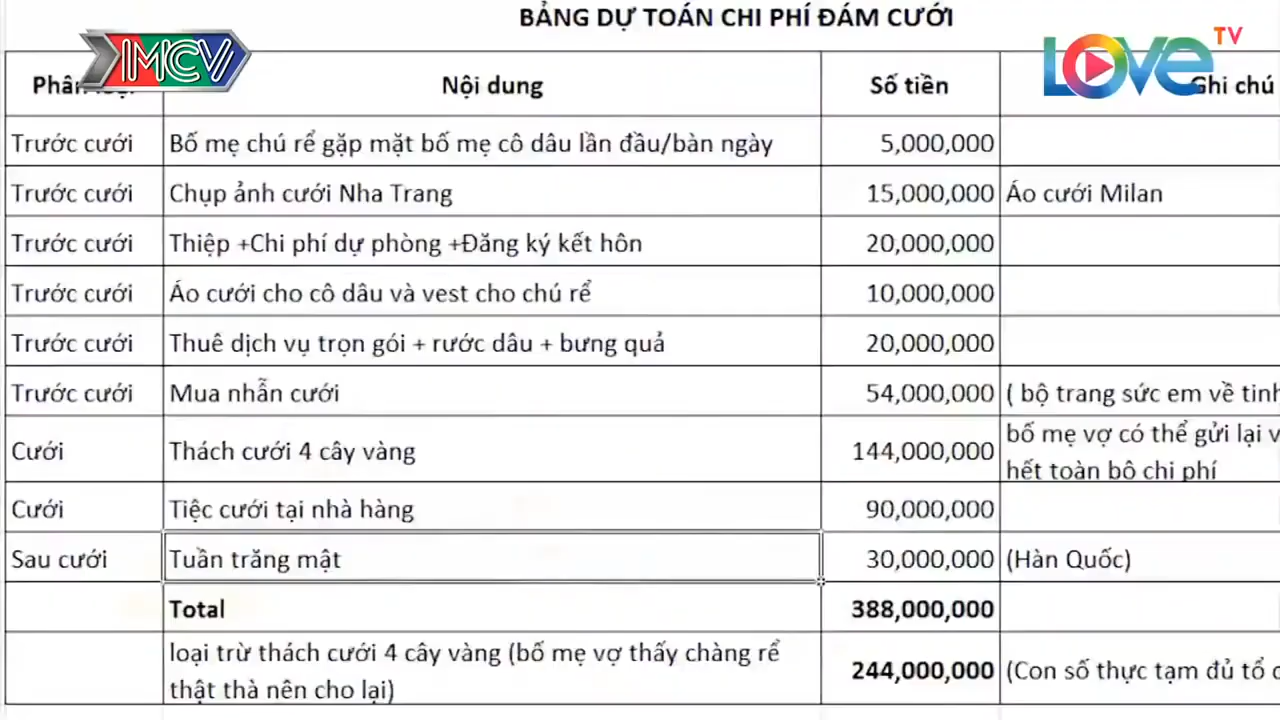 BẢNG DỰ TOÁN CHI PHÍ ĐÁM CƯỚI
MCV
LOVE TV
Phân Nội dung Số tiền Ghi chú
Trước cưới Bố mẹ chú rể gặp mặt bố mẹ cô dâu lần đầu/bàn ngày 5,000,000
Trước cưới Chụp ảnh cưới Nha Trang 15,000,000 Áo cưới Milan
Trước cưới Thiệp +Chi phí dự phòng +Đăng ký kết hôn 20,000,000
Trước cưới Áo cưới cho cô dâu và vest cho chú rể 10,000,000
Trước cưới Thuê dịch vụ trọn gói + rước dâu + bưng quả 20,000,000
Trước cưới Mua nhẫn cưới 54,000,000 ( bộ trang sức em về tinh
Cưới Thách cưới 4 cây vàng 144,000,000 bố mẹ vợ có thể gửi lại
hết toàn bô chi phí
Cưới Tiệc cưới tại nhà hàng 90,000,000
Sau cưới Tuần trăng mật 30,000,000 (Hàn Quốc)
Total 388,000,000
loại trừ thách cưới 4 cây vàng (bố mẹ vợ thấy chàng rể
thật thà nên cho lại) 244,000,000 (Con số thực tạm đủ tổ